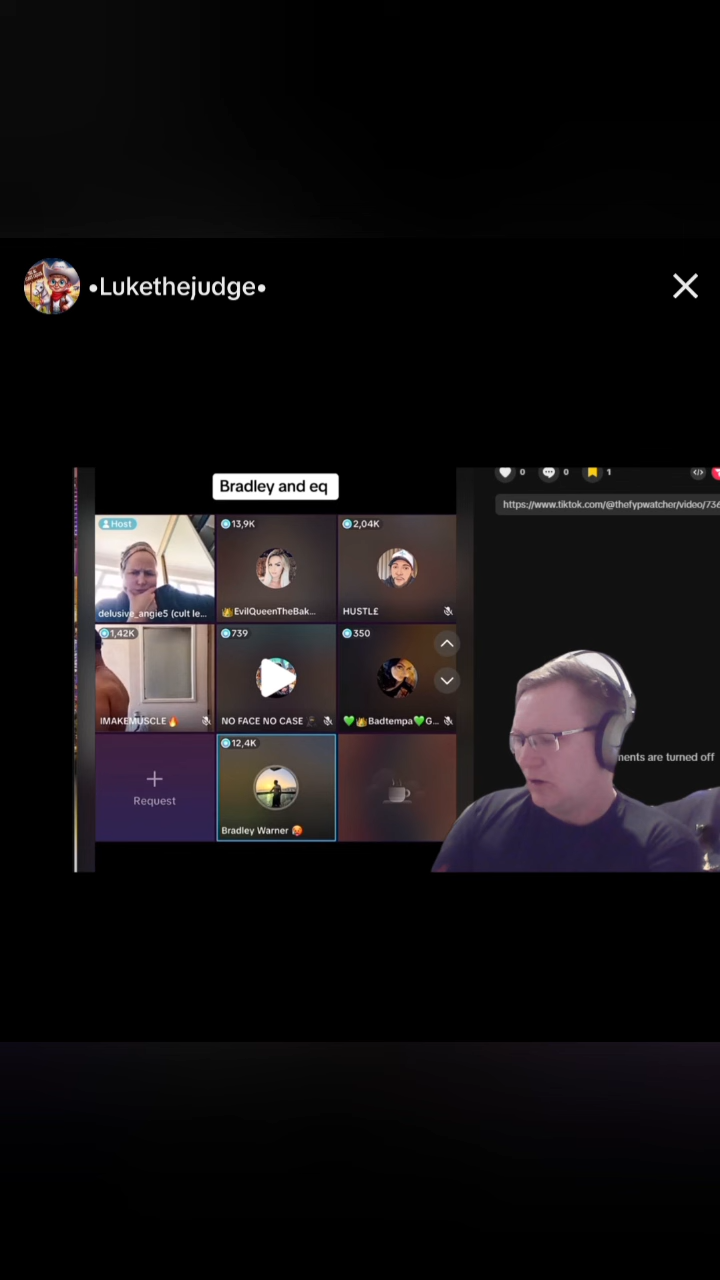 •Lukethejudge•
Bradley and eq
0 0 1
https://www.tiktok.com/@thefypwatcher/video/736
Host
delusive_angie5 (cult le...
13,9K
👑EvilQueenTheBak...
2,04K
HUSTLE
1,42K
IMAKEMUSCLE🔥
739
NO FACE NO CASE
350
💚👑Badtempa💚G...
Request
12,4K
Bradley Warner 🥵
ments are turned off